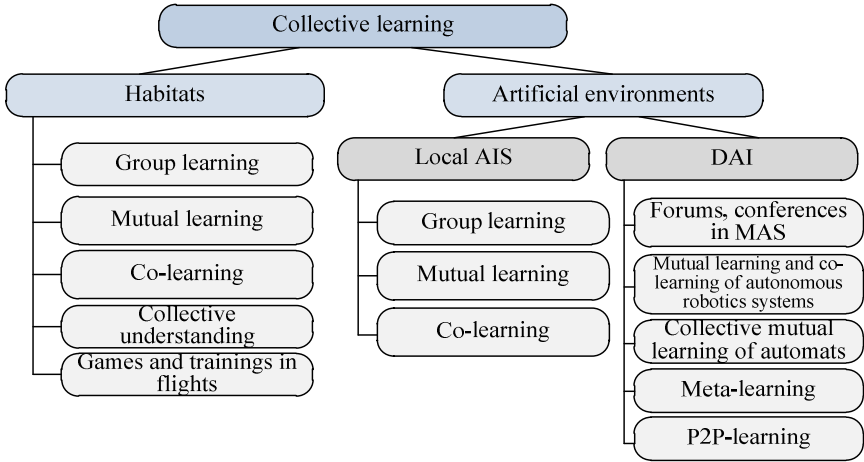 Collective learning
Habitats
Artificial environments
Group learning
Mutual learning
Co-learning
Collective
understanding
Games and trainings in
flights
Local AIS
Group learning
Mutual learning
Co-learning
DAI
Forums, conferences
in MAS
Mutual learning and co-
learning of autonomous
robotics systems
Collective mutual
learning of automats
Meta-learning
P2P-learning